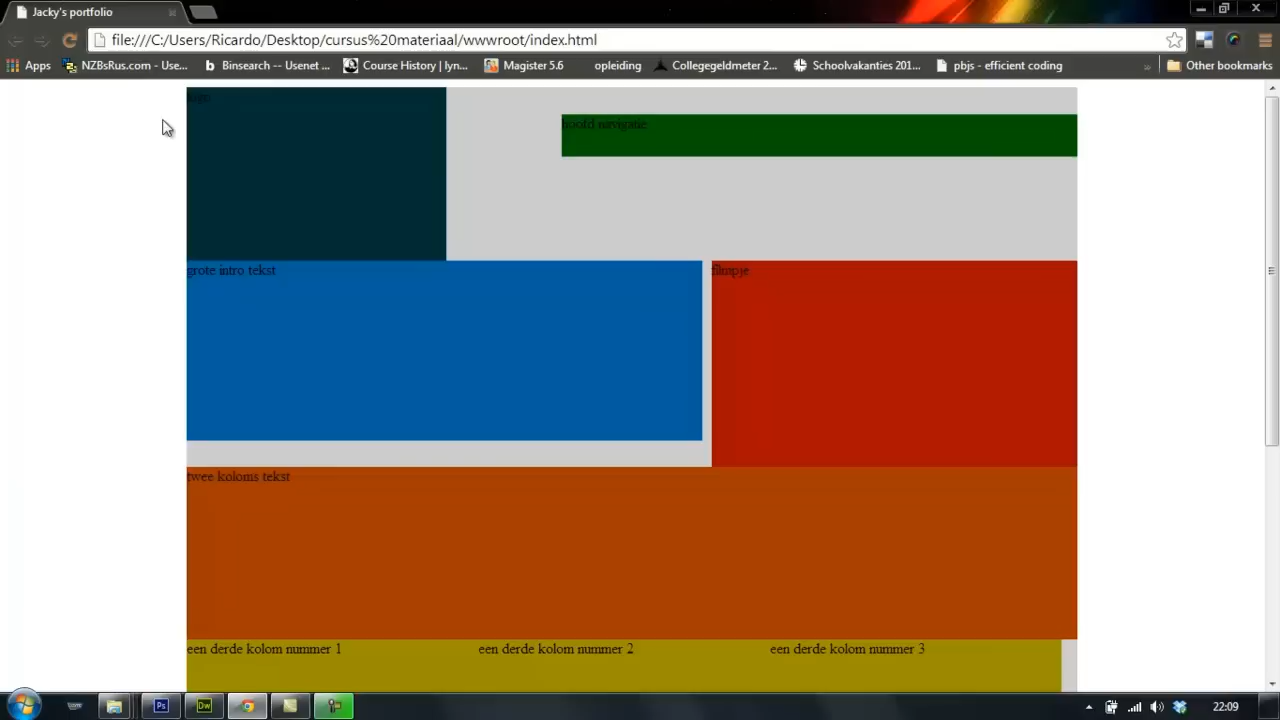 Jacky's portfolio
file:///C:/Users/Ricardo/Desktop/cursus%20materiaal/wwwroot/index.html
Apps NZBsRus.com - Use... Binsearch -- Usenet ... Course History | lyn... Magister 5.6 opleiding Collegegeldmeter 2... Schoolvakanties 201... pbjs - efficient coding » Other bookmarks
logo
hoofd navigatie
grote intro tekst filmpje
twee koloms tekst
een derde kolom nummer 1 een derde kolom nummer 2 een derde kolom nummer 3
Ps Dw 22:09